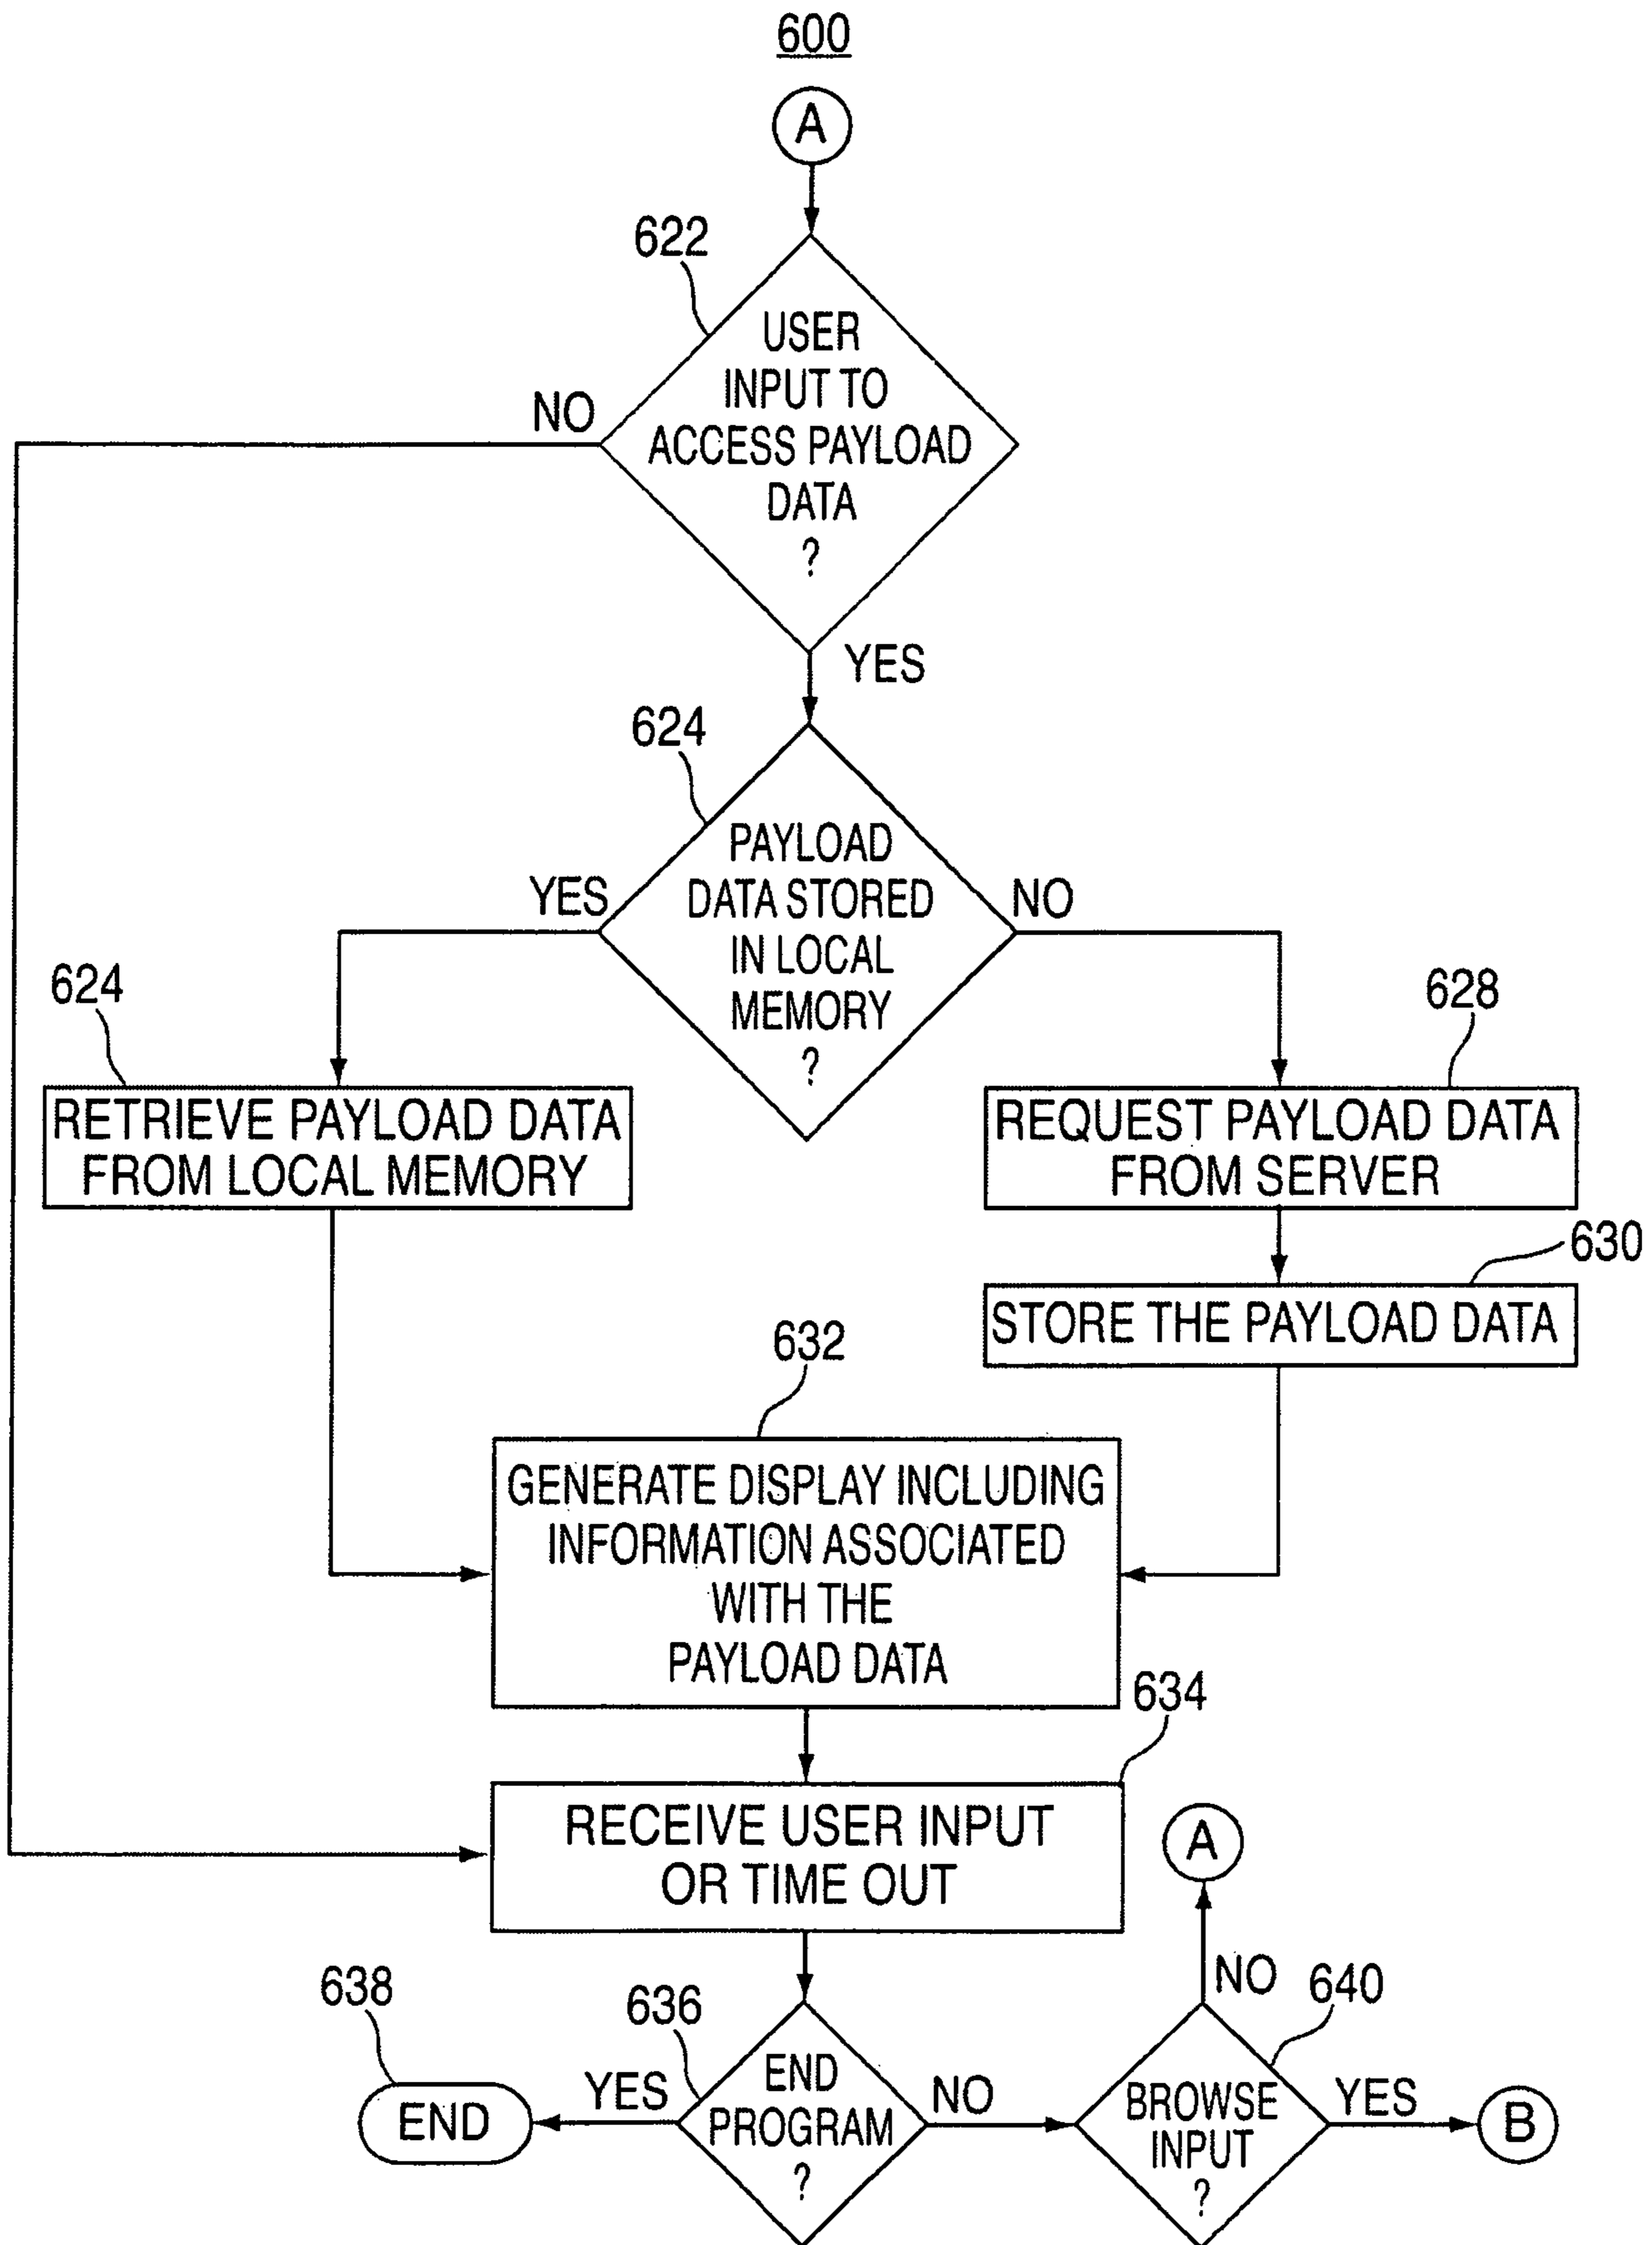 600
A
622
USER
INPUT TO
ACCESS PAYLOAD
DATA
?
NO
YES
624
PAYLOAD
DATA STORED
IN LOCAL
MEMORY
?
YES
NO
624
RETRIEVE PAYLOAD DATA
FROM LOCAL MEMORY
628
REQUEST PAYLOAD DATA
FROM SERVER
630
STORE THE PAYLOAD DATA
632
GENERATE DISPLAY INCLUDING
INFORMATION ASSOCIATED
WITH THE
PAYLOAD DATA
634
RECEIVE USER INPUT
OR TIME OUT
A
NO
638
END
YES
636
END
PROGRAM
?
NO
640
BROWSE
INPUT
?
YES
B